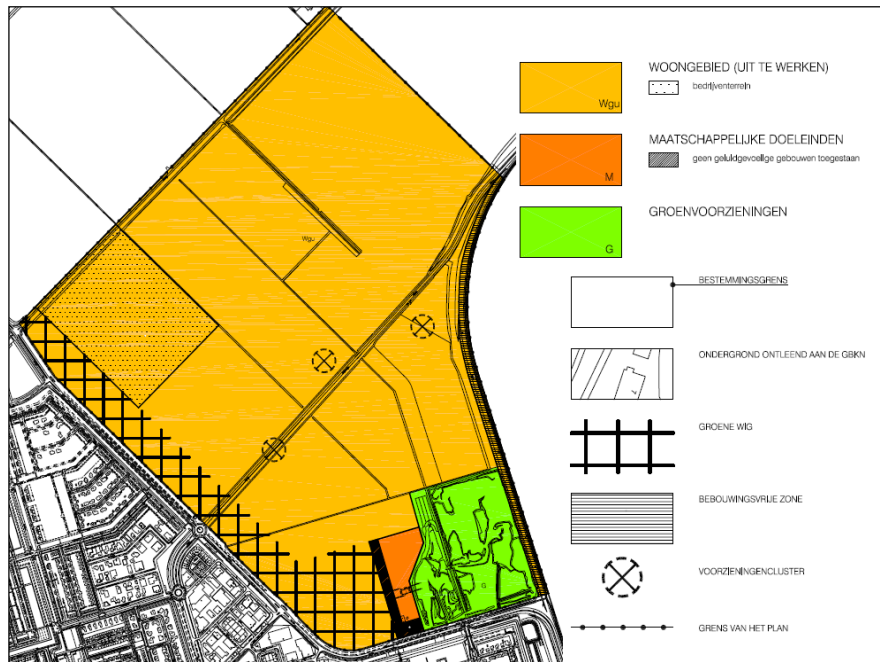 WOONGEBIED (UIT TE WERKEN)
bedrijventerrein
Wgu
MAATSCHAPPELIJKE DOELEINDEN
geen geluidgevoelige gebouwen toegestaan
M
GROENVOORZIENINGEN
G
BESTEMMINGSGRENS
ONDERGROND ONTLEEND AAN DE GBKN
GROENE WIG
BEBOUWINGSVRIJE ZONE
VOORZIENINGENCLUSTER
GRENS VAN HET PLAN
Wgu
G